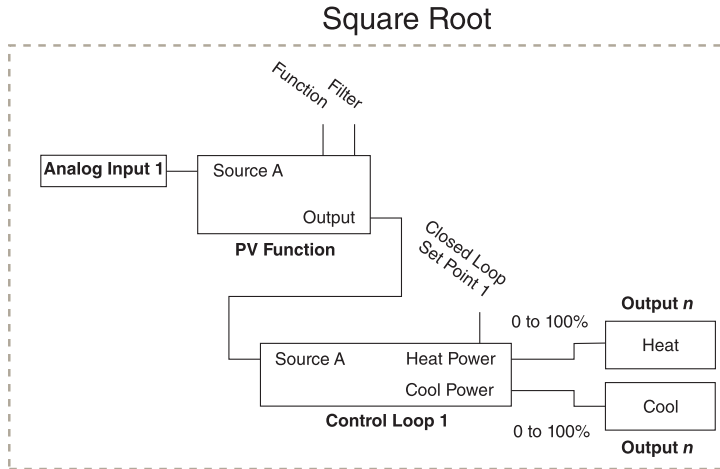 Square Root
Function
Filter
Analog Input 1
Source A
Output
PV Function
Closed Loop
Set Point 1
Output n
0 to 100%
Heat
Source A
Heat Power
Cool Power
Cool
Control Loop 1
0 to 100%
Output n